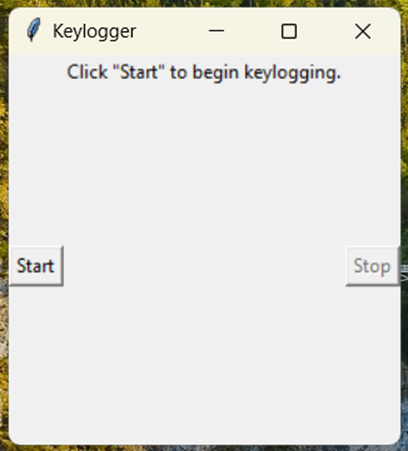 Keylogger
Click "Start" to begin keylogging.
Start
Stop